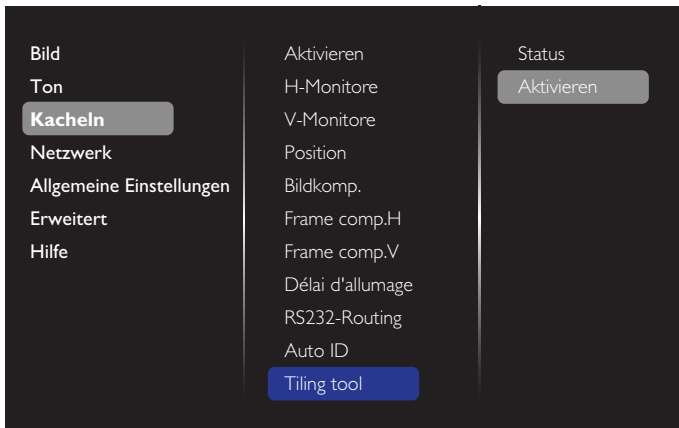 Bild
Ton
Kacheln
Netzwerk
Allgemeine Einstellungen
Erweitert
Hilfe
Aktivieren
H-Monitore
V-Monitore
Position
Bildkomp.
Frame comp.H
Frame comp.V
Délai d'allumage
RS232-Routing
Auto ID
Tiling tool
Status
Aktivieren